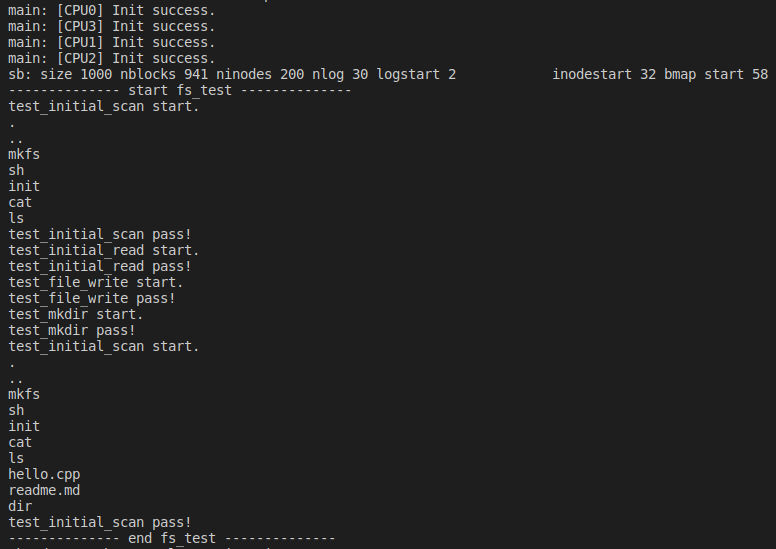 main: [CPU0] Init success.
main: [CPU3] Init success.
main: [CPU1] Init success.
main: [CPU2] Init success.
sb: size 1000 nblocks 941 ninodes 200 nlog 30 logstart 2            inodestart 32 bmap start 58
-------------- start fs_test --------------
test_initial_scan start.
.
..
mkfs
sh
init
cat
ls
test_initial_scan pass!
test_initial_read start.
test_initial_read pass!
test_file_write start.
test_file_write pass!
test_mkdir start.
test_mkdir pass!
test_initial_scan start.
.
..
mkfs
sh
init
cat
ls
hello.cpp
readme.md
dir
test_initial_scan pass!
-------------- end fs_test --------------